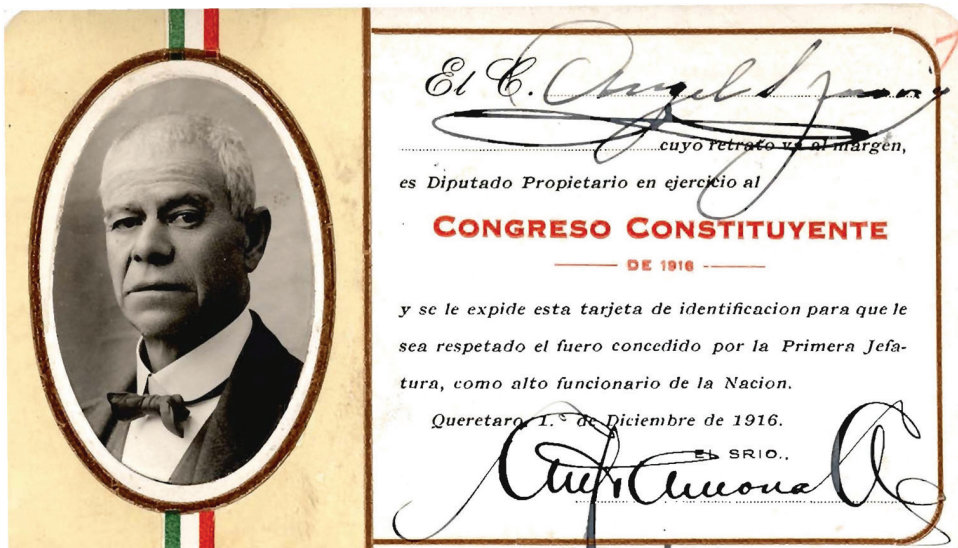 El C. Angel S. Juarico
cuyo retrato va al margen,
es Diputado Propietario en ejercicio al
CONGRESO CONSTITUYENTE
DE 1916
y se le expide esta tarjeta de identificacion para que le
sea respetado el fuero concedido por la Primera Jefa-
tura, como alto funcionario de la Nacion.
Queretaro, 1.º de Diciembre de 1916.
EL SRIO.,